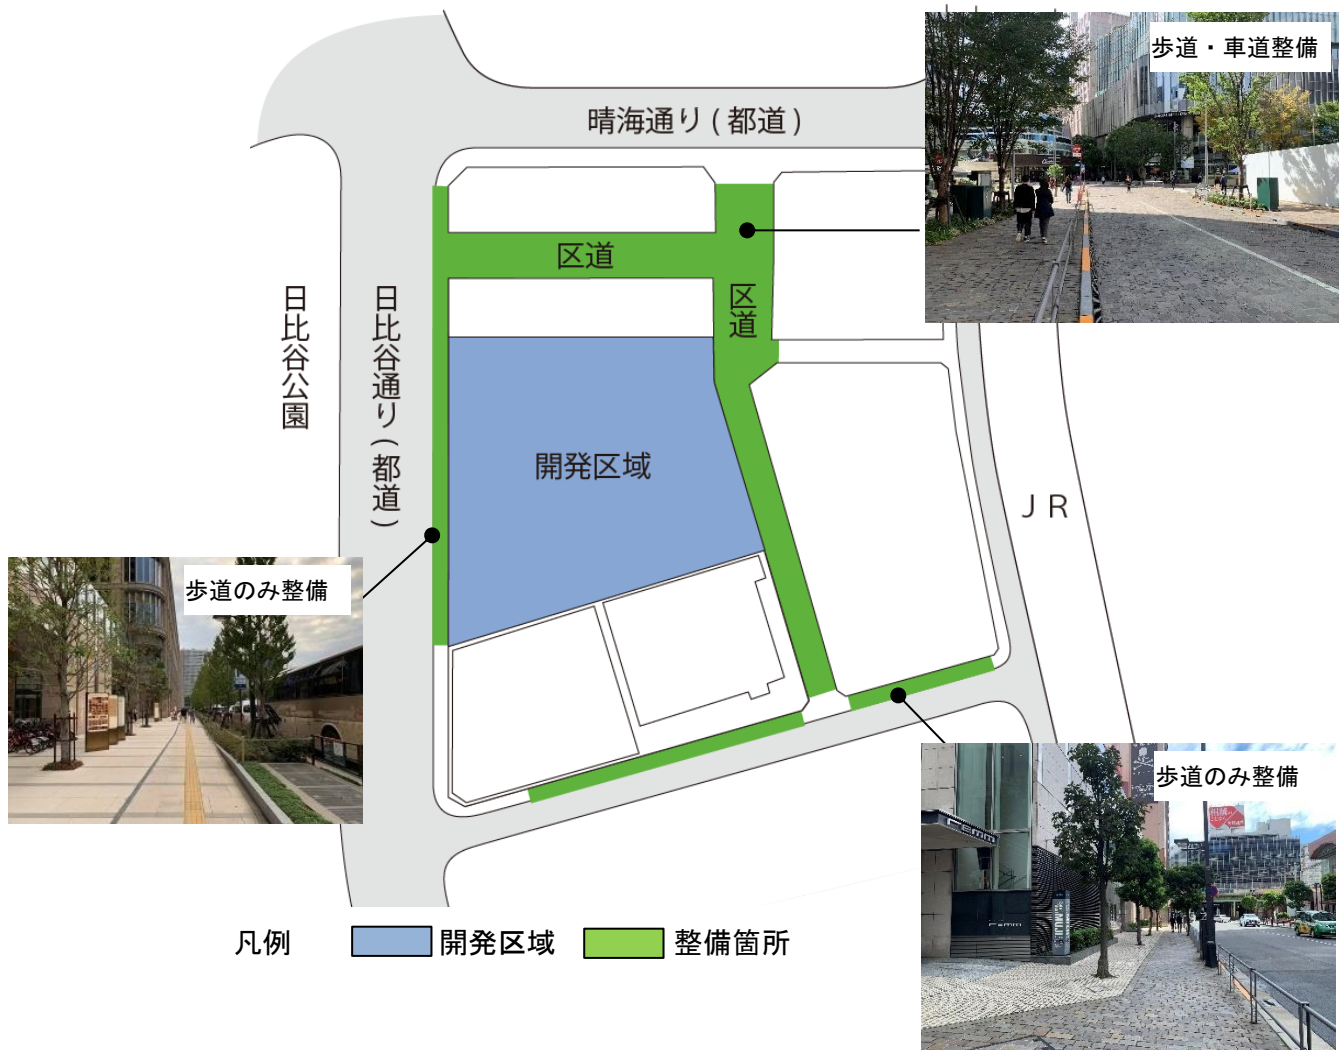 歩道・車道整備
晴海通り(都道)
区道
区道
日比谷公園
日比谷通り(都道)
開発区域
JR
歩道のみ整備
歩道のみ整備
remm
remm
凡例
開発区域
整備箇所